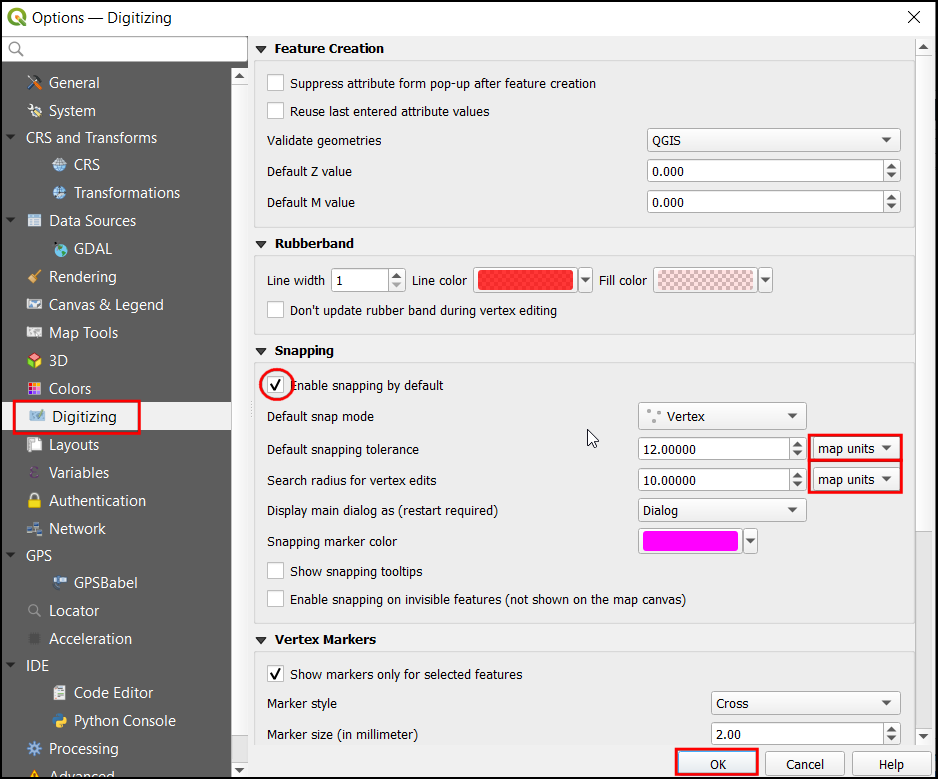 Options — Digitizing
General
System
CRS and Transforms
CRS
Transformations
Data Sources
GDAL
Rendering
Canvas & Legend
Map Tools
3D
Colors
Digitizing
Layouts
Variables
Authentication
Network
GPS
GPSBabel
Locator
Acceleration
IDE
Code Editor
Python Console
Processing
Advanced
Feature Creation
Suppress attribute form pop-up after feature creation
Reuse last entered attribute values
Validate geometries QGIS
Default Z value 0.000
Default M value 0.000
Rubberband
Line width 1 Line color Fill color
Don't update rubber band during vertex editing
Snapping
Enable snapping by default
Default snap mode Vertex
Default snapping tolerance 12.00000 map units
Search radius for vertex edits 10.00000 map units
Display main dialog as (restart required) Dialog
Snapping marker color
Show snapping tooltips
Enable snapping on invisible features (not shown on the map canvas)
Vertex Markers
Show markers only for selected features
Marker style Cross
Marker size (in millimeter) 2.00
OK Cancel Help